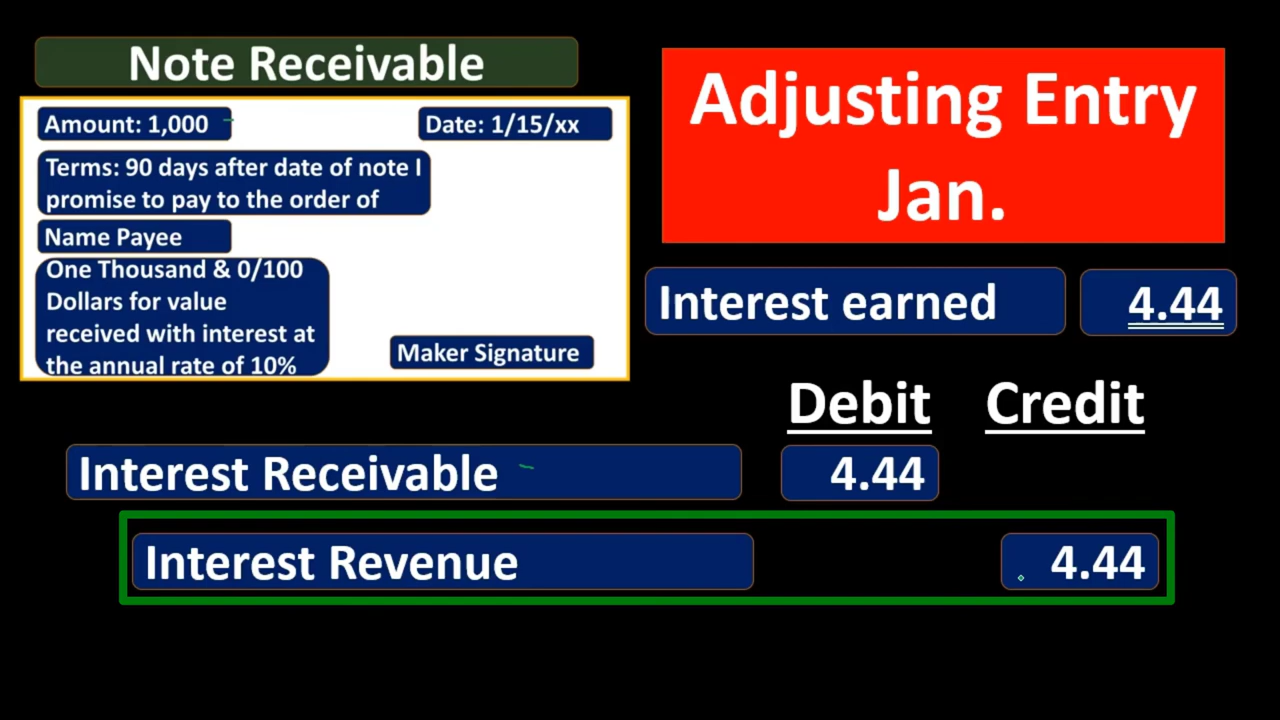 Note Receivable
Amount: 1,000
Date: 1/15/xx
Terms: 90 days after date of note I
promise to pay to the order of
Name Payee
One Thousand & 0/100
Dollars for value
received with interest at
the annual rate of 10%
Maker Signature
Adjusting Entry
Jan.
Interest earned 4.44
Debit Credit
Interest Receivable 4.44
Interest Revenue 4.44